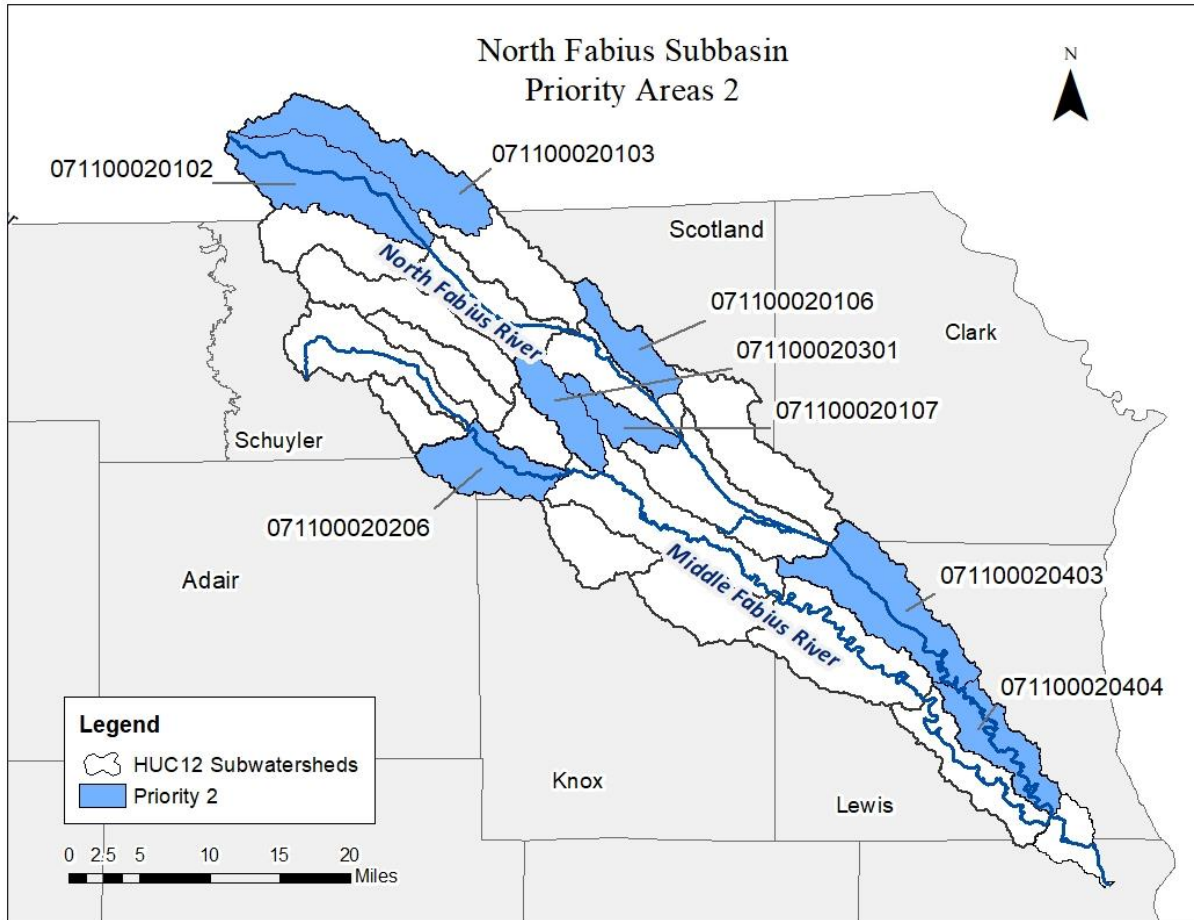 North Fabius Subbasin
Priority Areas 2
N
071100020103
071100020102
Scotland
North Fabius River
071100020106
Clark
071100020301
071100020107
Schuyler
071100020206
Adair
Middle Fabius River
071100020403
071100020404
Legend
HUC12 Subwatersheds
Priority 2
Knox
Lewis
0 2.5 5 10 15 20
Miles